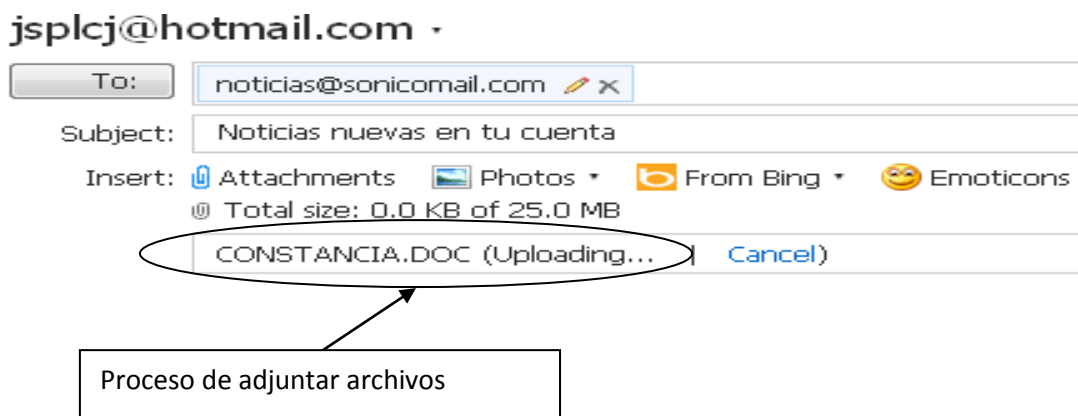 jsplcj@hotmail.com
To: noticias@sonicomail.com
Subject: Noticias nuevas en tu cuenta
Insert: Attachments Photos From Bing Emoticons
Total size: 0.0 KB of 25.0 MB
CONSTANCIA.DOC (Uploading... | Cancel)
Proceso de adjuntar archivos